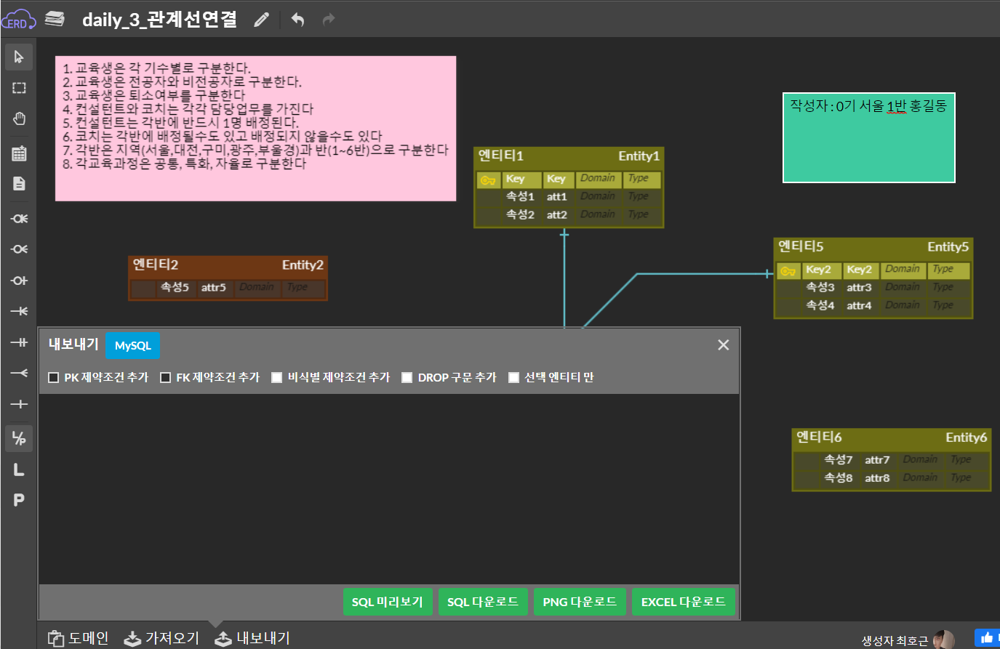 ERD
daily_3_관계선연결
1. 교육생은 각 기수별로 구분한다.
2. 교육생은 전공자와 비전공자로 구분한다.
3. 교육생은 퇴소여부를 구분한다
4. 컨설턴트와 코치는 각각 담당업무를 가진다
5. 컨설턴트는 각반에 반드시 1명 배정된다.
6. 코치는 각반에 배정될수도 있고 배정되지 않을수도 있다
7. 각반은 지역(서울,대전,구미,광주,부울경)과 반(1~6반)으로 구분한다
8. 각교육과정은 공통, 특화, 자율로 구분한다
작성자 : 0기 서울 1반 홍길동
엔티티1 Entity1
Key Key Domain Type
속성1 att1 Domain Type
속성2 att2 Domain Type
엔티티2 Entity2
속성5 attr5 Domain Type
엔티티5 Entity5
Key2 Key2 Domain Type
속성3 attr3 Domain Type
속성4 attr4 Domain Type
엔티티6 Entity6
속성7 attr7 Domain Type
속성8 attr8 Domain Type
L/P
L
P
내보내기 MySQL
PK 제약조건 추가 FK 제약조건 추가 비식별 제약조건 추가 DROP 구문 추가 선택 엔티티 만
SQL 미리보기 SQL 다운로드 PNG 다운로드 EXCEL 다운로드
도메인 가져오기 내보내기
생성자 최호근